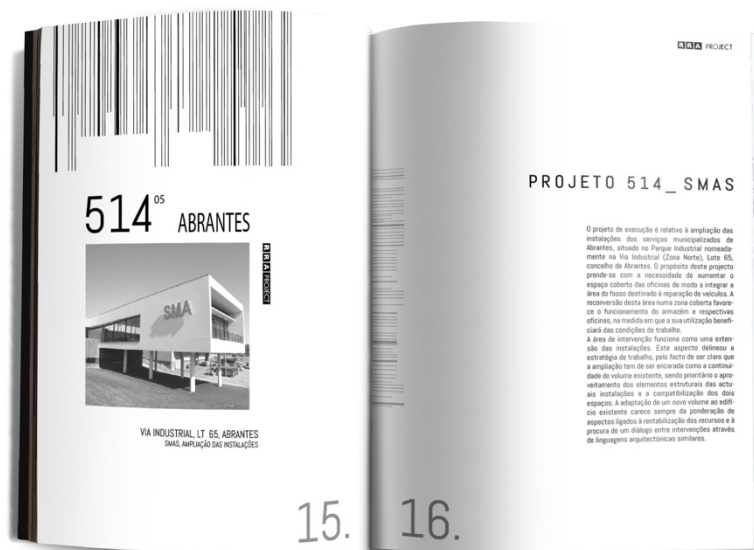 514 05 ABRANTES
SMA
RRA PROJECT
VIA INDUSTRIAL, LT 65, ABRANTES
SMAS, AMPLIAÇÃO DAS INSTALAÇÕES
15.
RRA PROJECT
PROJETO 514_SMAS
O projeto de execução é relativo à ampliação das
instalações dos serviços municipalizados de
Abrantes, situado no Parque Industrial nomeada-
mente na Via Industrial (Zona Norte), Lote 65,
concelho de Abrantes. O propósito deste projecto
prende-se com a necessidade de aumentar o
espaço coberto das oficinas de modo a integrar a
área do fosso destinado à reparação de veículos. A
reconversão desta área numa zona coberta favore-
ce o funcionamento do armazém e respectivas
oficinas, na medida em que a sua utilização benefi-
ciará das condições de trabalho.
A área de intervenção funciona como uma exten-
são das instalações. Este aspecto delineou a
estratégia de trabalho, pelo facto de ser claro que
a ampliação tem de ser encarada como a continui-
dade do volume existente, sendo prioritário o apro-
veitamento dos elementos estruturais das actu-
ais instalações e a compatibilização dos dois
espaços. A adaptação de um novo volume ao edifí-
cio existente carece sempre da ponderação de
aspectos ligados à rentabilização dos recursos e à
procura de um diálogo entre intervenções através
de linguagens arquitectónicas similares.
16.